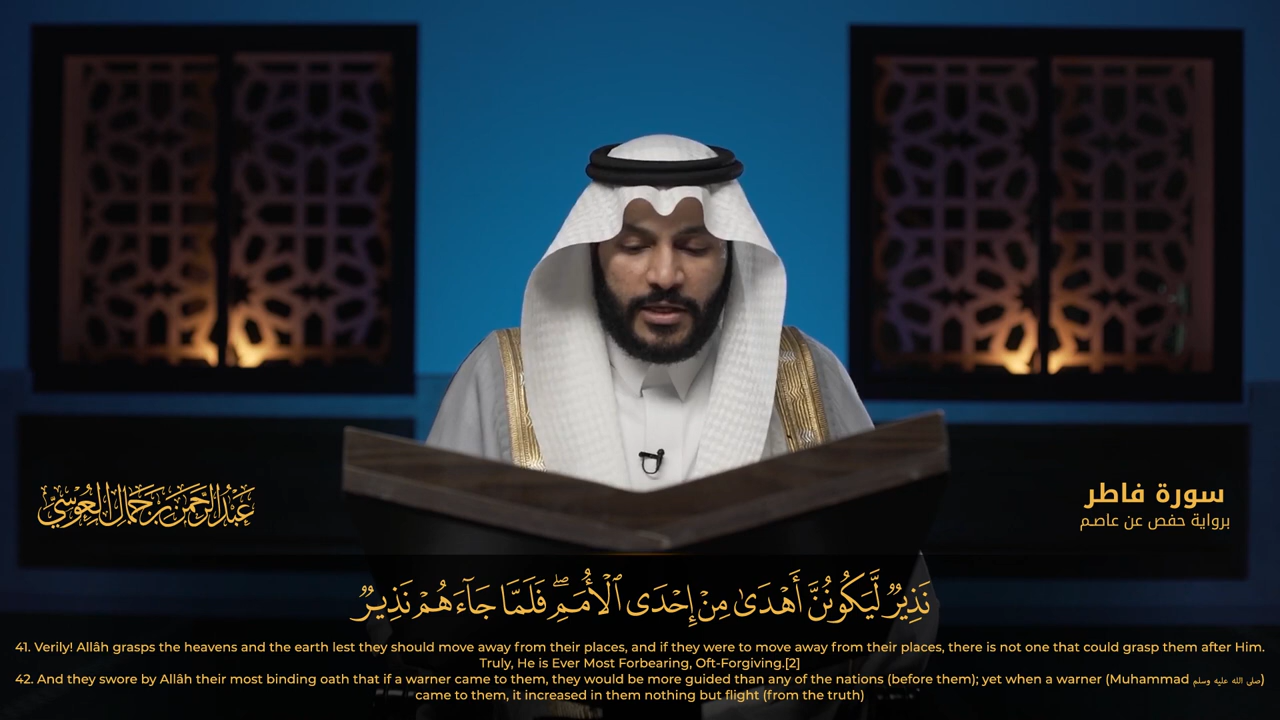 عَبْدُ الرَّحْمَن بْن جَمَال العُوسِيّ
سورة فاطر
برواية حفص عن عاصم
نَذِيرٌ لَّيَكُونُنَّ أَهْدَىٰ مِنْ إِحْدَى ٱلْأُمَمِ ۖ فَلَمَّا جَآءَهُمْ نَذِيرٌ
41. Verily! Allâh grasps the heavens and the earth lest they should move away from their places, and if they were to move away from their places, there is not one that could grasp them after Him.
Truly, He is Ever Most Forbearing, Oft-Forgiving.[2]
42. And they swore by Allâh their most binding oath that if a warner came to them, they would be more guided than any of the nations (before them); yet when a warner (Muhammad صلى الله عليه وسلم)
came to them, it increased in them nothing but flight (from the truth)